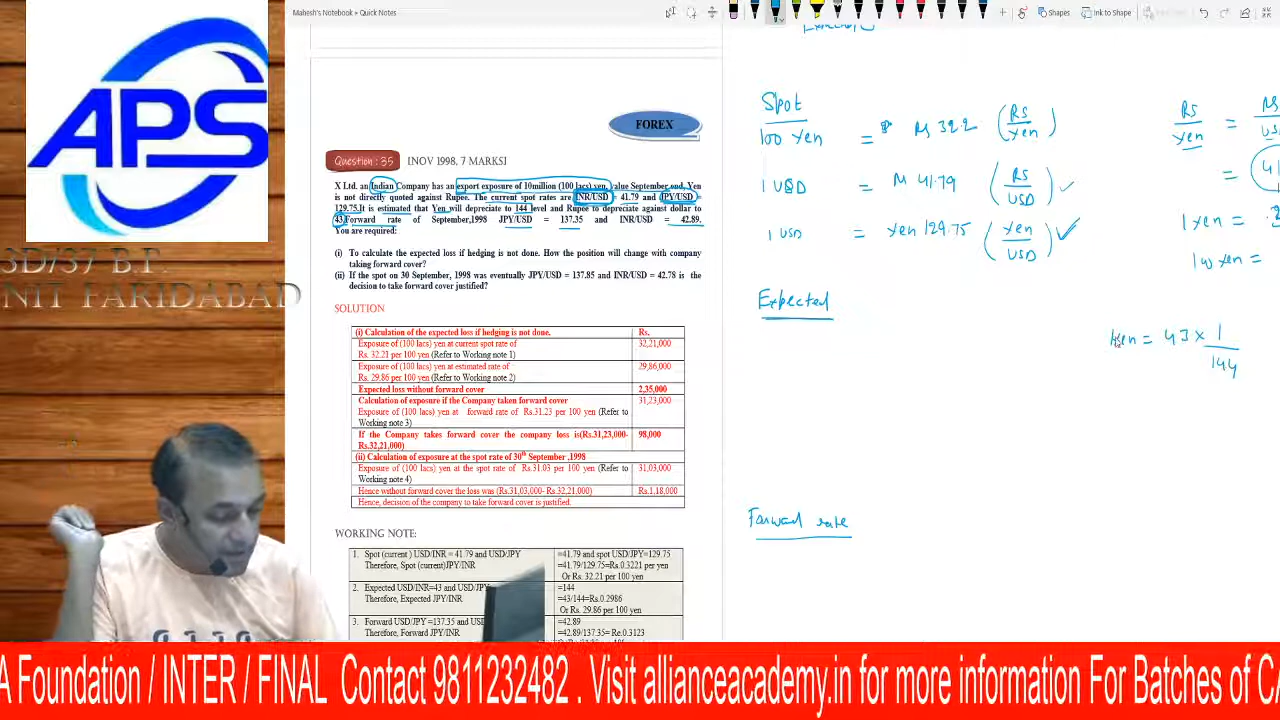 Mahesh's Notebook + Quick Notes
Shapes
Ink to Shape
APS
3D/37 B.P.
NIT FARIDABAD
FOREX
Question : 35
[NOV 1998, 7 MARKS]
X Ltd. an Indian Company has an export exposure of 10million (100 lacs) yen, value September end, Yen
is not directly quoted against Rupee. The current spot rates are INR/USD = 41.79 and JPY/USD =
129.75.It is estimated that Yen will depreciate to 144 level and Rupee to depreciate against dollar to
43.Forward rate of September,1998 JPY/USD = 137.35 and INR/USD = 42.89.
You are required:
(i) To calculate the expected loss if hedging is not done. How the position will change with company
taking forward cover?
(ii) If the spot on 30 September, 1998 was eventually JPY/USD = 137.85 and INR/USD = 42.78 is the
decision to take forward cover justified?
SOLUTION
(i) Calculation of the expected loss if hedging is not done. Rs.
Exposure of (100 lacs) yen at current spot rate of 32,21,000
Rs. 32.21 per 100 yen (Refer to Working note 1)
Exposure of (100 lacs) yen at estimated rate of 29,86,000
Rs. 29.86 per 100 yen (Refer to Working note 2)
Expected loss without forward cover 2,35,000
Calculation of exposure if the Company taken forward cover 31,23,000
Exposure of (100 lacs) yen at forward rate of Rs.31.23 per 100 yen (Refer to
Working note 3)
If the Company takes forward cover the company loss is(Rs.31,23,000- 98,000
Rs.32,21,000)
(ii) Calculation of exposure at the spot rate of 30th September ,1998
Exposure of (100 lacs) yen at the spot rate of Rs.31.03 per 100 yen (Refer to 31,03,000
Working note 4)
Hence without forward cover the loss was (Rs.31,03,000- Rs.32,21,000) Rs.1,18,000
Hence, decision of the company to take forward cover is justified.
WORKING NOTE:
1. Spot (current ) USD/INR = 41.79 and USD/JPY =41.79 and spot USD/JPY=129.75
Therefore, Spot (current)JPY/INR =41.79/129.75=Rs.0.3221 per yen
Or Rs. 32.21 per 100 yen
2. Expected USD/INR=43 and USD/JPY =144
Therefore, Expected JPY/INR =43/144=Rs.0.2986
Or Rs. 29.86 per 100 yen
3. Forward USD/JPY =137.35 and USD =42.89
Therefore, Forward JPY/INR =42.89/137.35= Re.0.3123
Spot
100 Yen = Rs 32.2 (Rs/Yen)
1 USD = Rs 41.79 (Rs/USD)
1 USD = Yen 129.75 (Yen/USD)
Rs/Yen = Rs/USD
1 Yen =
100 Yen =
Expected
Yen = 43 × 1/144
Forward rate
A Foundation / INTER / FINAL Contact 9811232482 . Visit allianceacademy.in for more information For Batches of CA